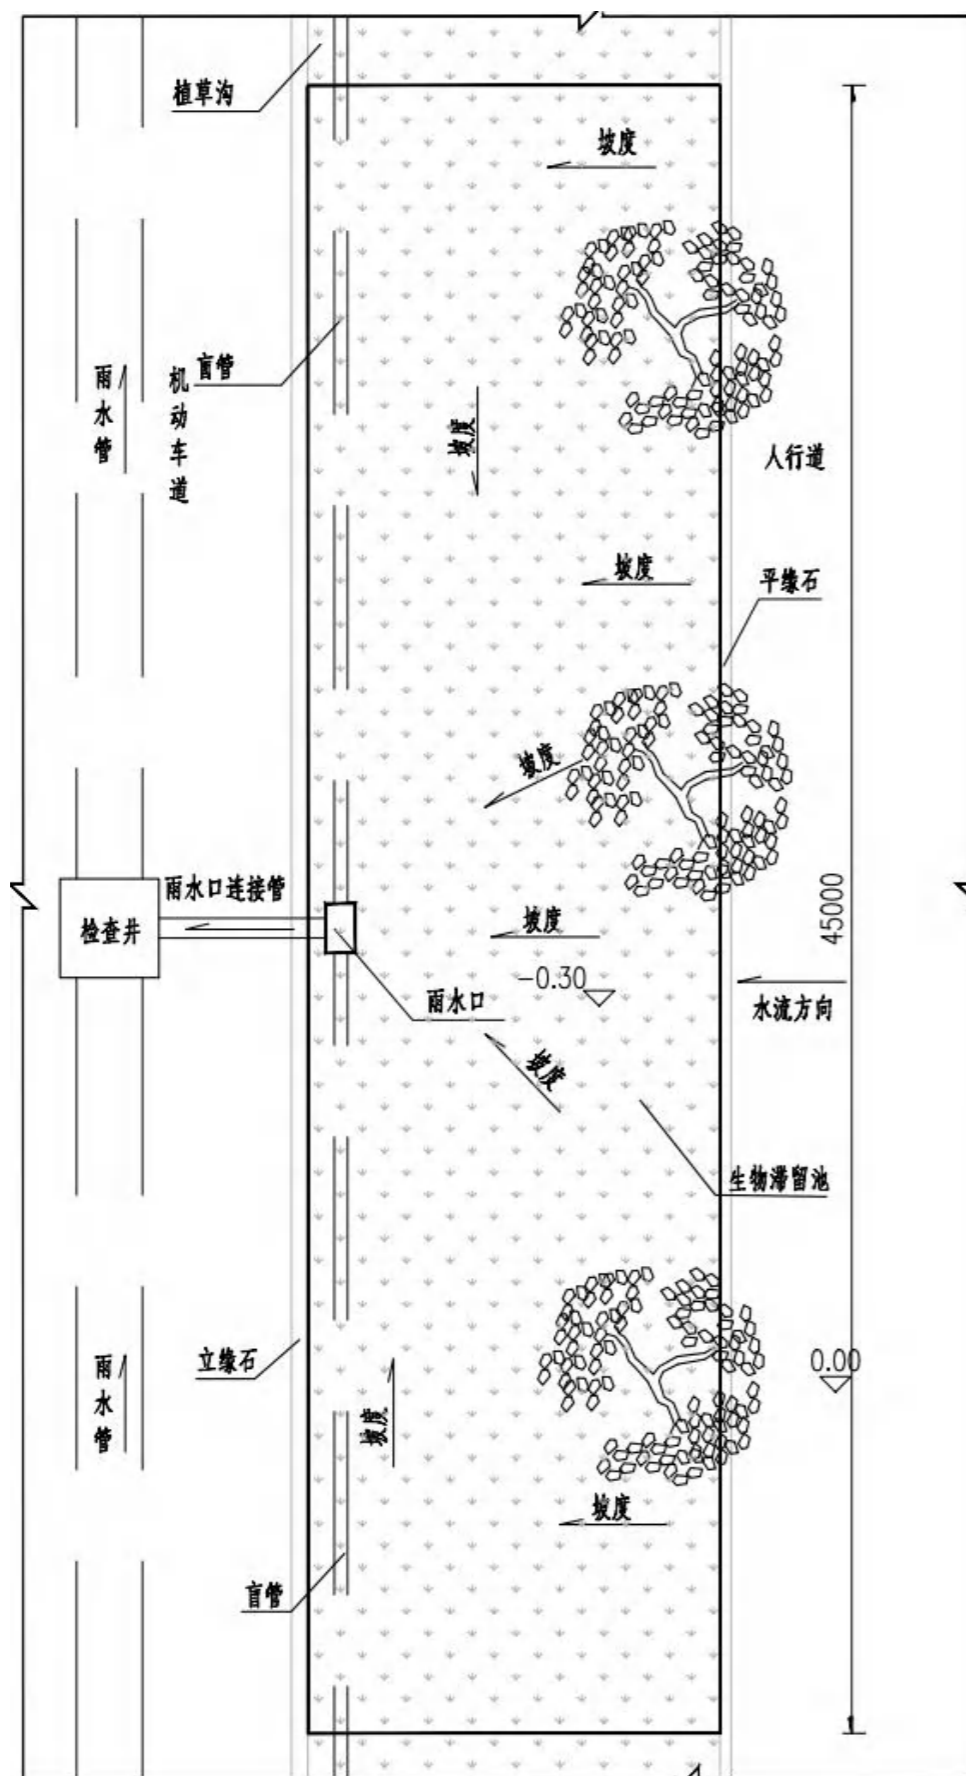 植草沟
坡度
雨水管
机动车道
盲管
坡度
人行道
坡度
平缘石
坡度
雨水口连接管
检查井
坡度
45000
-0.30
雨水口
水流方向
坡度
生物滞留池
立缘石
0.00
雨水管
坡度
坡度
盲管